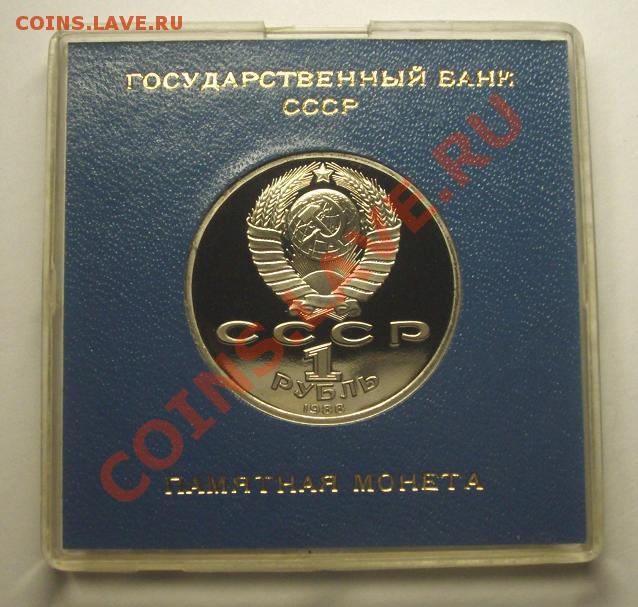 COINS.LAVE.RU
ГОСУДАРСТВЕННЫЙ БАНК
СССР
СССР
1
РУБЛЬ
1988
ПАМЯТНАЯ МОНЕТА
COINS.LAVE.RU